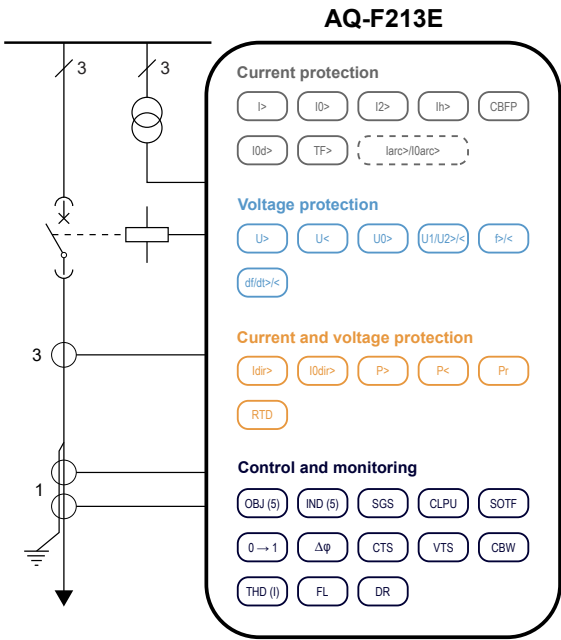 AQ-F213E
3
3
Current protection
I>
I0>
I2>
Ih>
CBFP
I0d>
TF>
Iarc>/I0arc>
Voltage protection
U>
U<
U0>
U1/U2>/<
f>/<
df/dt>/<
Current and voltage protection
3
Idir>
I0dir>
P>
P<
Pr
RTD
Control and monitoring
1
OBJ (5)
IND (5)
SGS
CLPU
SOTF
0 → 1
Δφ
CTS
VTS
CBW
THD (I)
FL
DR